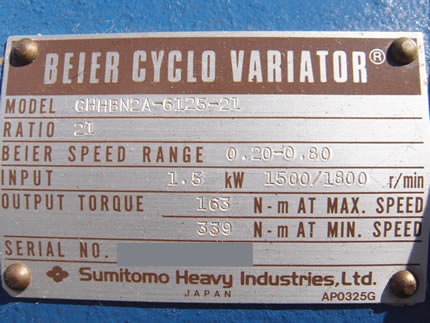 BEIER CYCLO VARIATOR®
MODEL CHHBN2A-6125-21
RATIO 21
BEIER SPEED RANGE 0.20-0.80
INPUT 1.5 kW 1500/1800 r/min
OUTPUT TORQUE 163 N-m AT MAX. SPEED
339 N-m AT MIN. SPEED
SERIAL NO.
Sumitomo Heavy Industries,Ltd.
JAPAN AP0325G